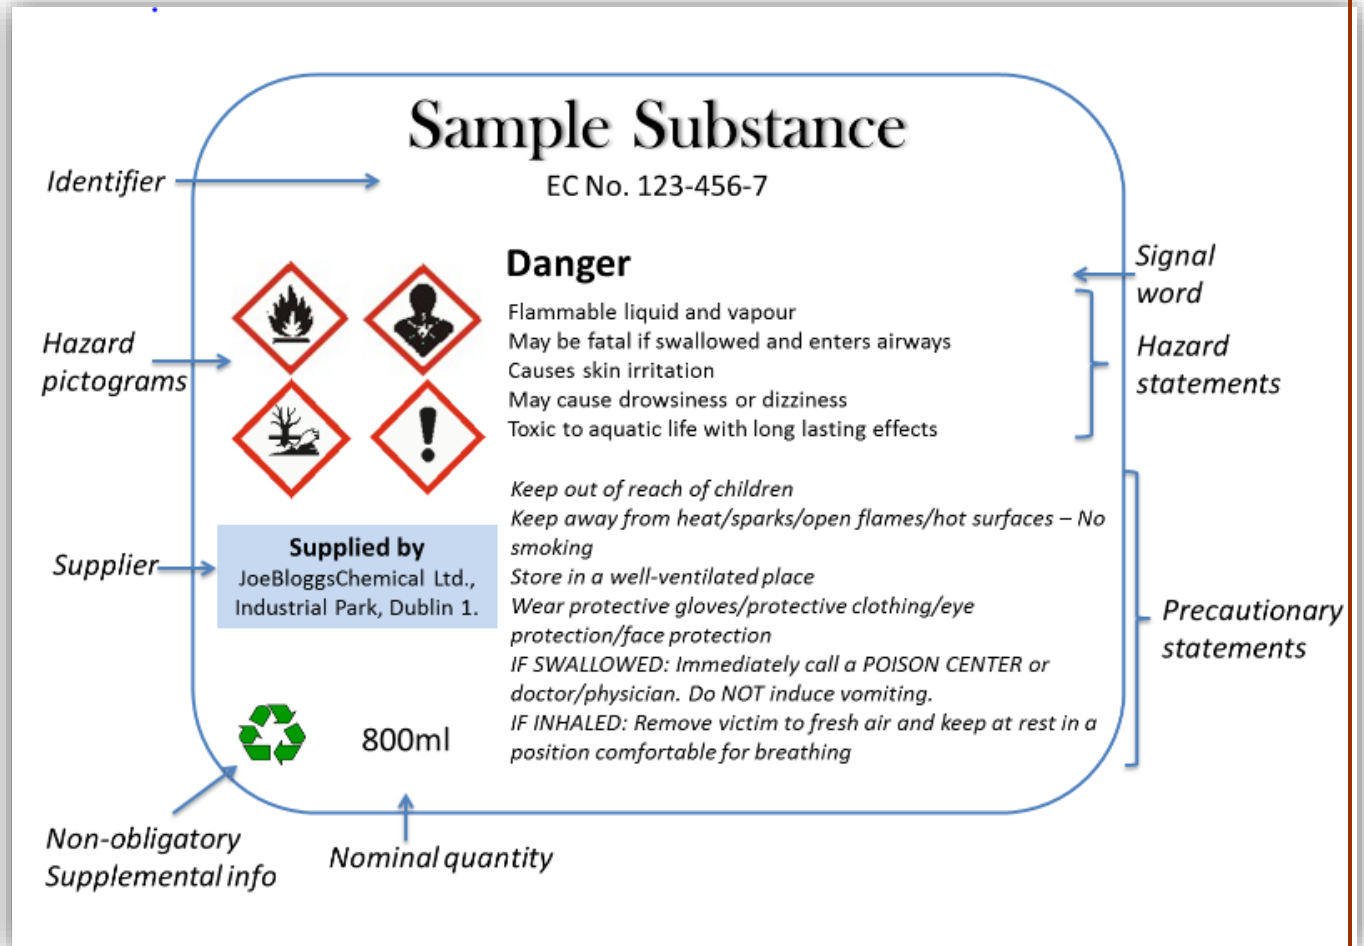 Sample Substance
Identifier
EC No. 123-456-7
Danger
Signal
word
Flammable liquid and vapour
May be fatal if swallowed and enters airways
Causes skin irritation
May cause drowsiness or dizziness
Toxic to aquatic life with long lasting effects
Hazard
statements
Hazard
pictograms
Keep out of reach of children
Keep away from heat/sparks/open flames/hot surfaces – No
smoking
Store in a well-ventilated place
Wear protective gloves/protective clothing/eye
protection/face protection
IF SWALLOWED: Immediately call a POISON CENTER or
doctor/physician. Do NOT induce vomiting.
IF INHALED: Remove victim to fresh air and keep at rest in a
position comfortable for breathing
Precautionary
statements
Supplier
Supplied by
JoeBloggsChemical Ltd.,
Industrial Park, Dublin 1.
800ml
Non-obligatory
Supplemental info
Nominal quantity